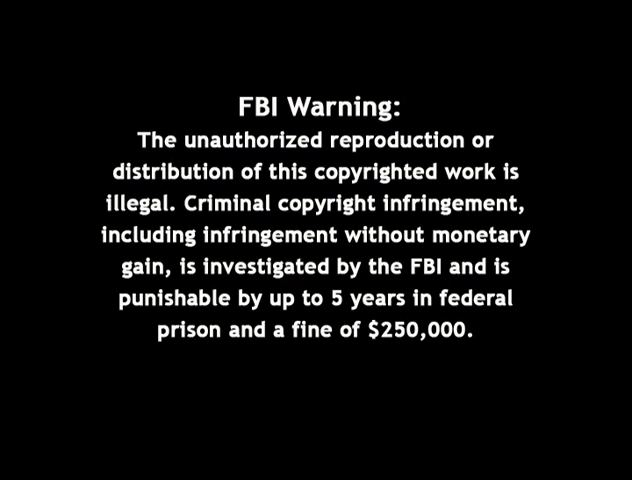 FBI Warning:
The unauthorized reproduction or
distribution of this copyrighted work is
illegal. Criminal copyright infringement,
including infringement without monetary
gain, is investigated by the FBI and is
punishable by up to 5 years in federal
prison and a fine of $250,000.